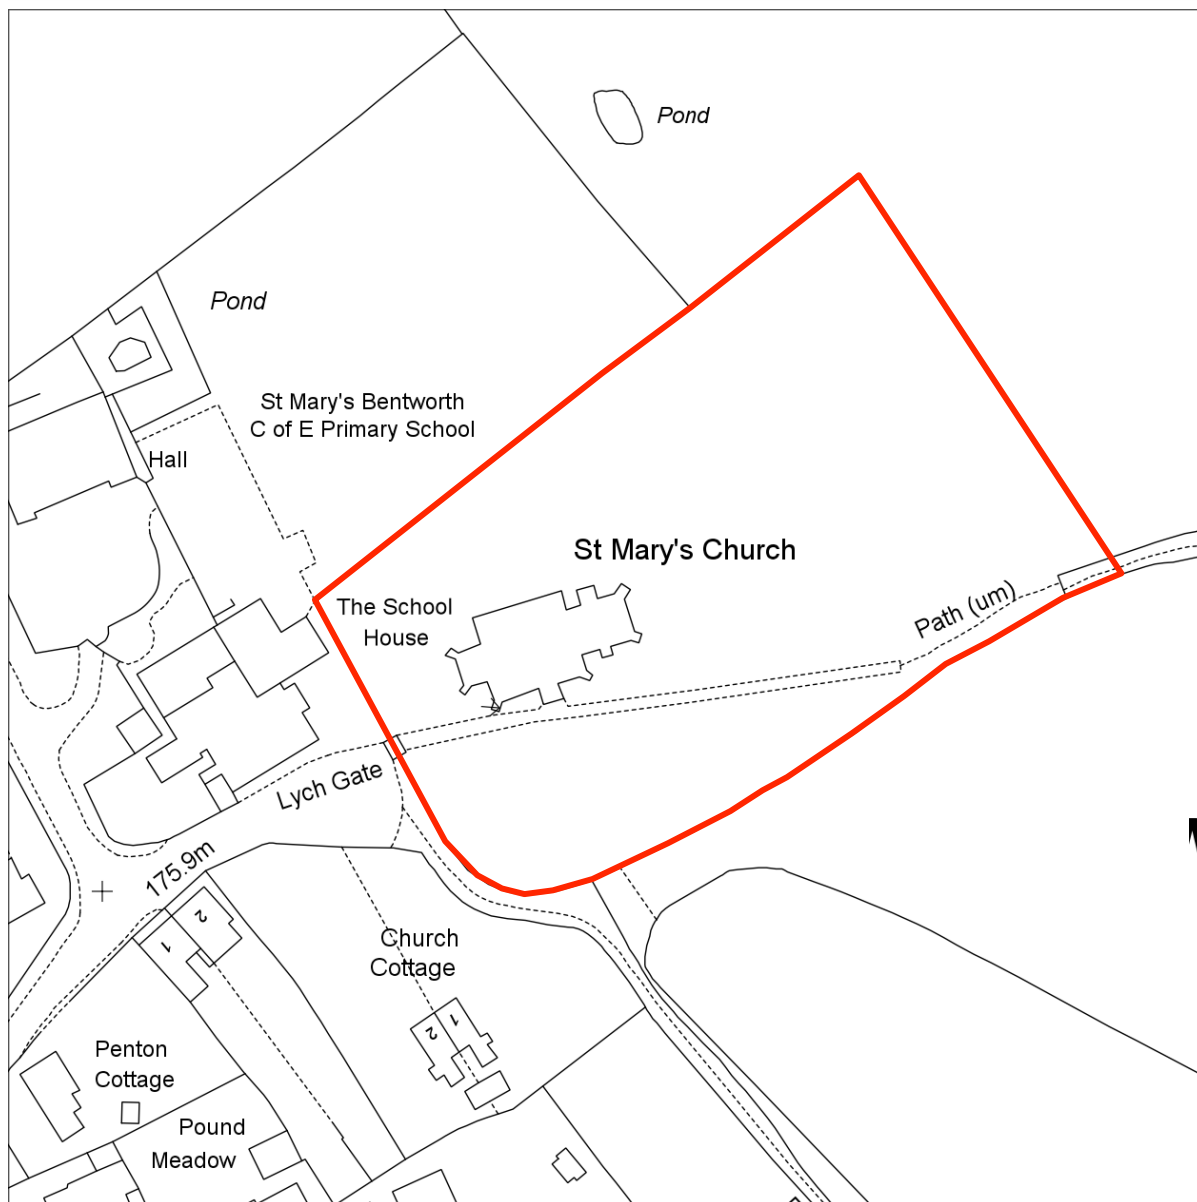 Pond
Pond
St Mary's Bentworth
C of E Primary School
Hall
St Mary's Church
The School
House
Path (um)
Lych Gate
175.9m
2
1
Church
Cottage
1
2
Penton
Cottage
Pound
Meadow